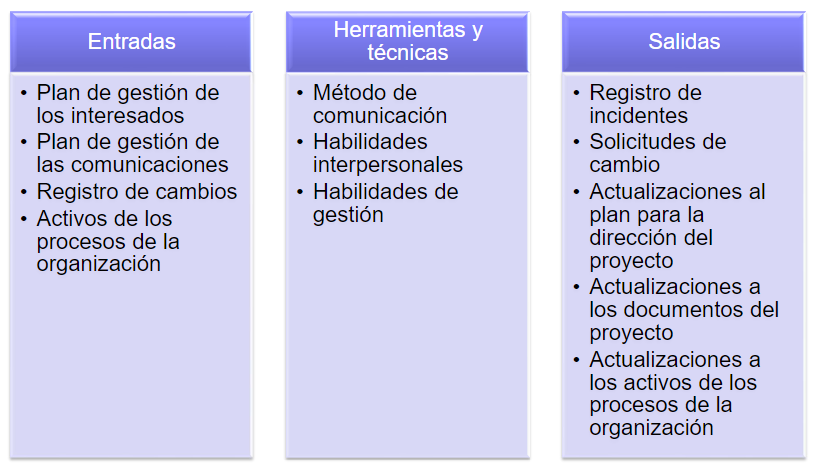 Entradas
• Plan de gestión de
los interesados
• Plan de gestión de
las comunicaciones
• Registro de cambios
• Activos de los
procesos de la
organización
Herramientas y
técnicas
• Método de
comunicación
• Habilidades
interpersonales
• Habilidades de
gestión
Salidas
• Registro de
incidentes
• Solicitudes de
cambio
• Actualizaciones al
plan para la
dirección del
proyecto
• Actualizaciones a
los documentos del
proyecto
• Actualizaciones a
los activos de los
procesos de la
organización